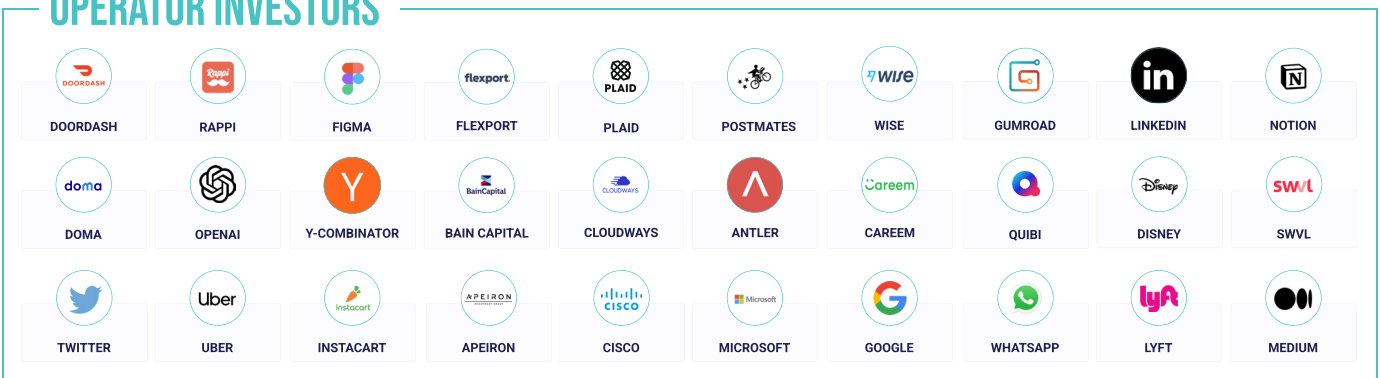 OPERATOR INVESTORS
DOORDASH Rappi flexport. PLAID WISE in N
DOORDASH RAPPI FIGMA FLEXPORT PLAID POSTMATES WISE GUMROAD LINKEDIN NOTION
doma Y BainCapital CLOUDWAYS Careem Disney SWVL
DOMA OPENAI Y-COMBINATOR BAIN CAPITAL CLOUDWAYS ANTLER CAREEM QUIBI DISNEY SWVL
Uber instacart APEIRON CISCO Microsoft G lyft
TWITTER UBER INSTACART APEIRON CISCO MICROSOFT GOOGLE WHATSAPP LYFT MEDIUM